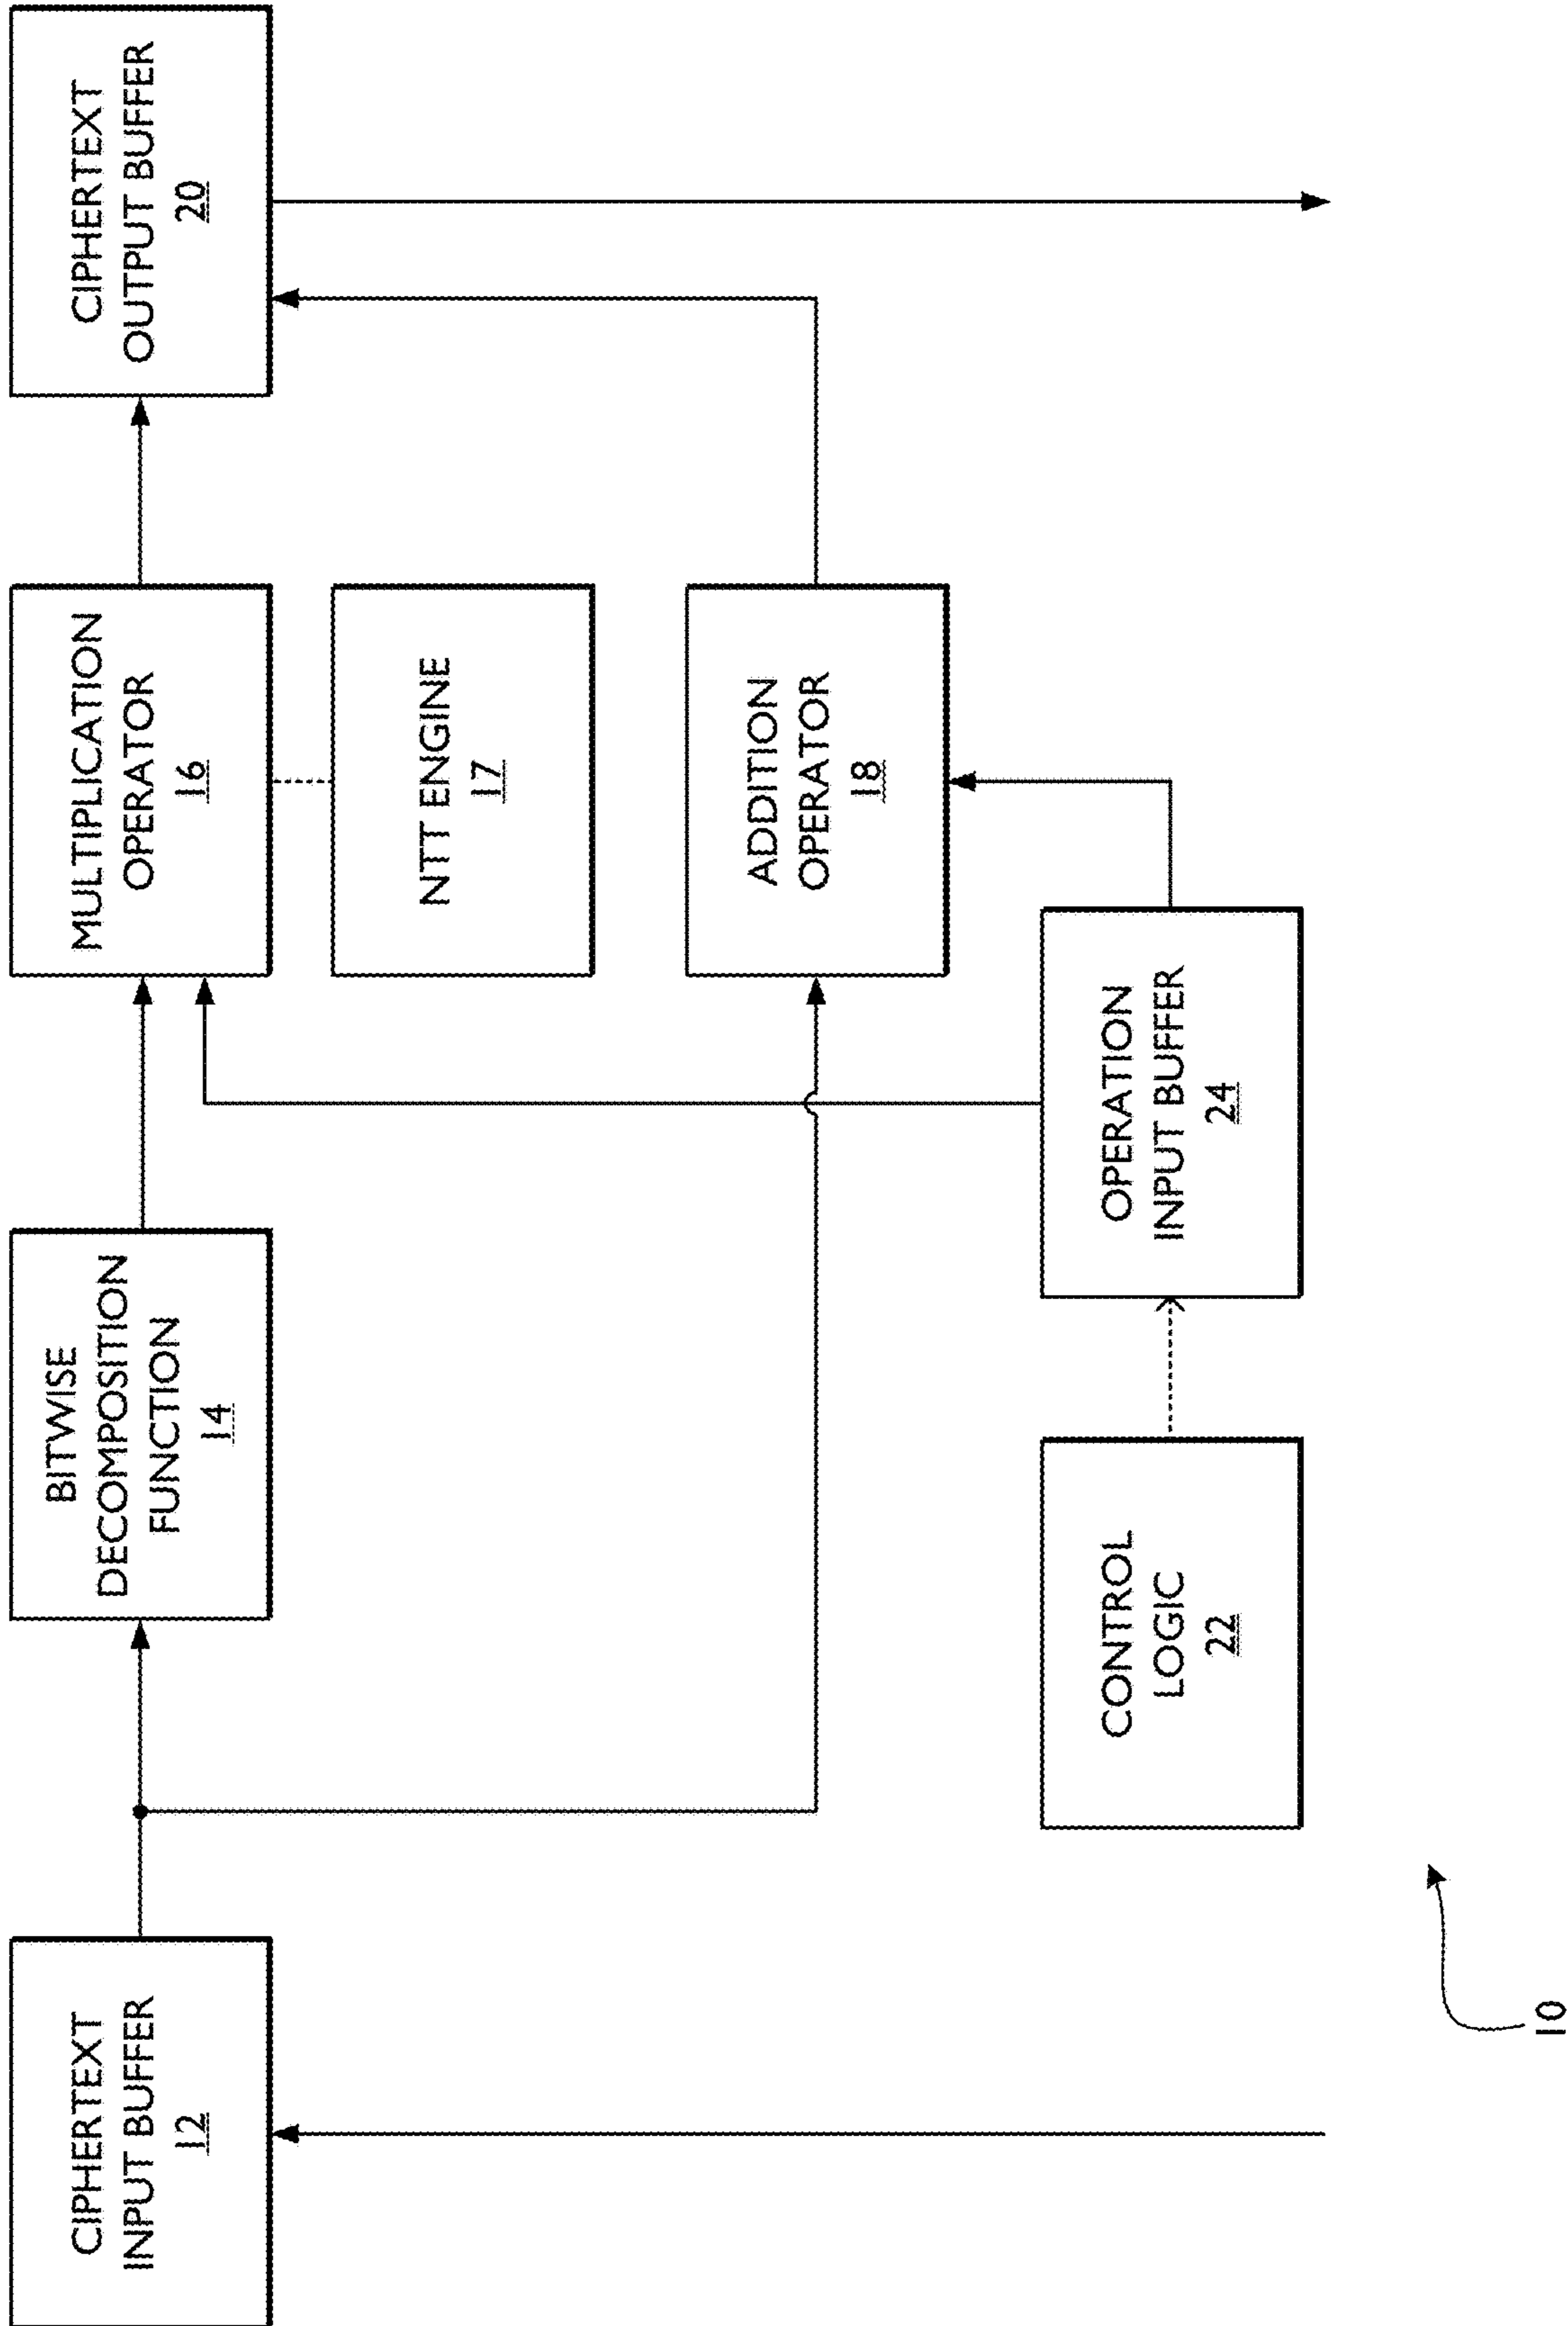 CIPHERTEXT
INPUT BUFFER
12
BITWISE
DECOMPOSITION
FUNCTION
14
MULTIPLICATION
OPERATOR
16
CIPHERTEXT
OUTPUT BUFFER
20
NTT ENGINE
17
ADDITION
OPERATOR
18
CONTROL
LOGIC
22
OPERATION
INPUT BUFFER
24
10